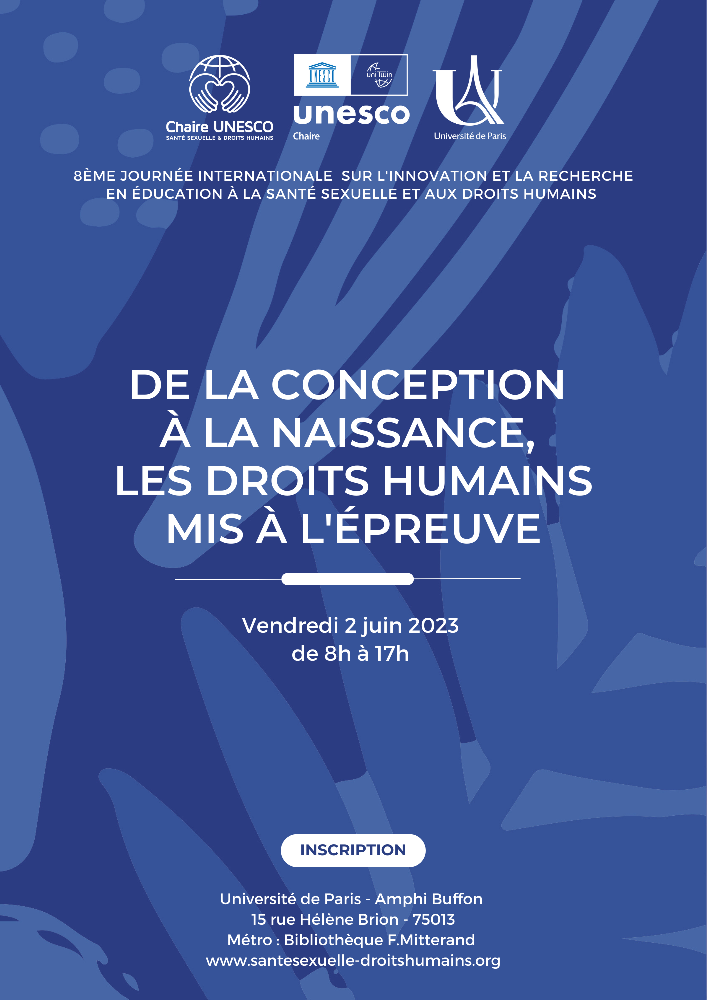 Chaire UNESCO
SANTÉ SEXUELLE & DROITS HUMAINS
UNESCO
uniTwin
unesco
Chaire
Université de Paris
8ÈME JOURNÉE INTERNATIONALE SUR L'INNOVATION ET LA RECHERCHE
EN ÉDUCATION À LA SANTÉ SEXUELLE ET AUX DROITS HUMAINS
DE LA CONCEPTION
À LA NAISSANCE,
LES DROITS HUMAINS
MIS À L'ÉPREUVE
Vendredi 2 juin 2023
de 8h à 17h
INSCRIPTION
Université de Paris - Amphi Buffon
15 rue Hélène Brion - 75013
Métro : Bibliothèque F.Mitterand
www.santesexuelle-droitshumains.org